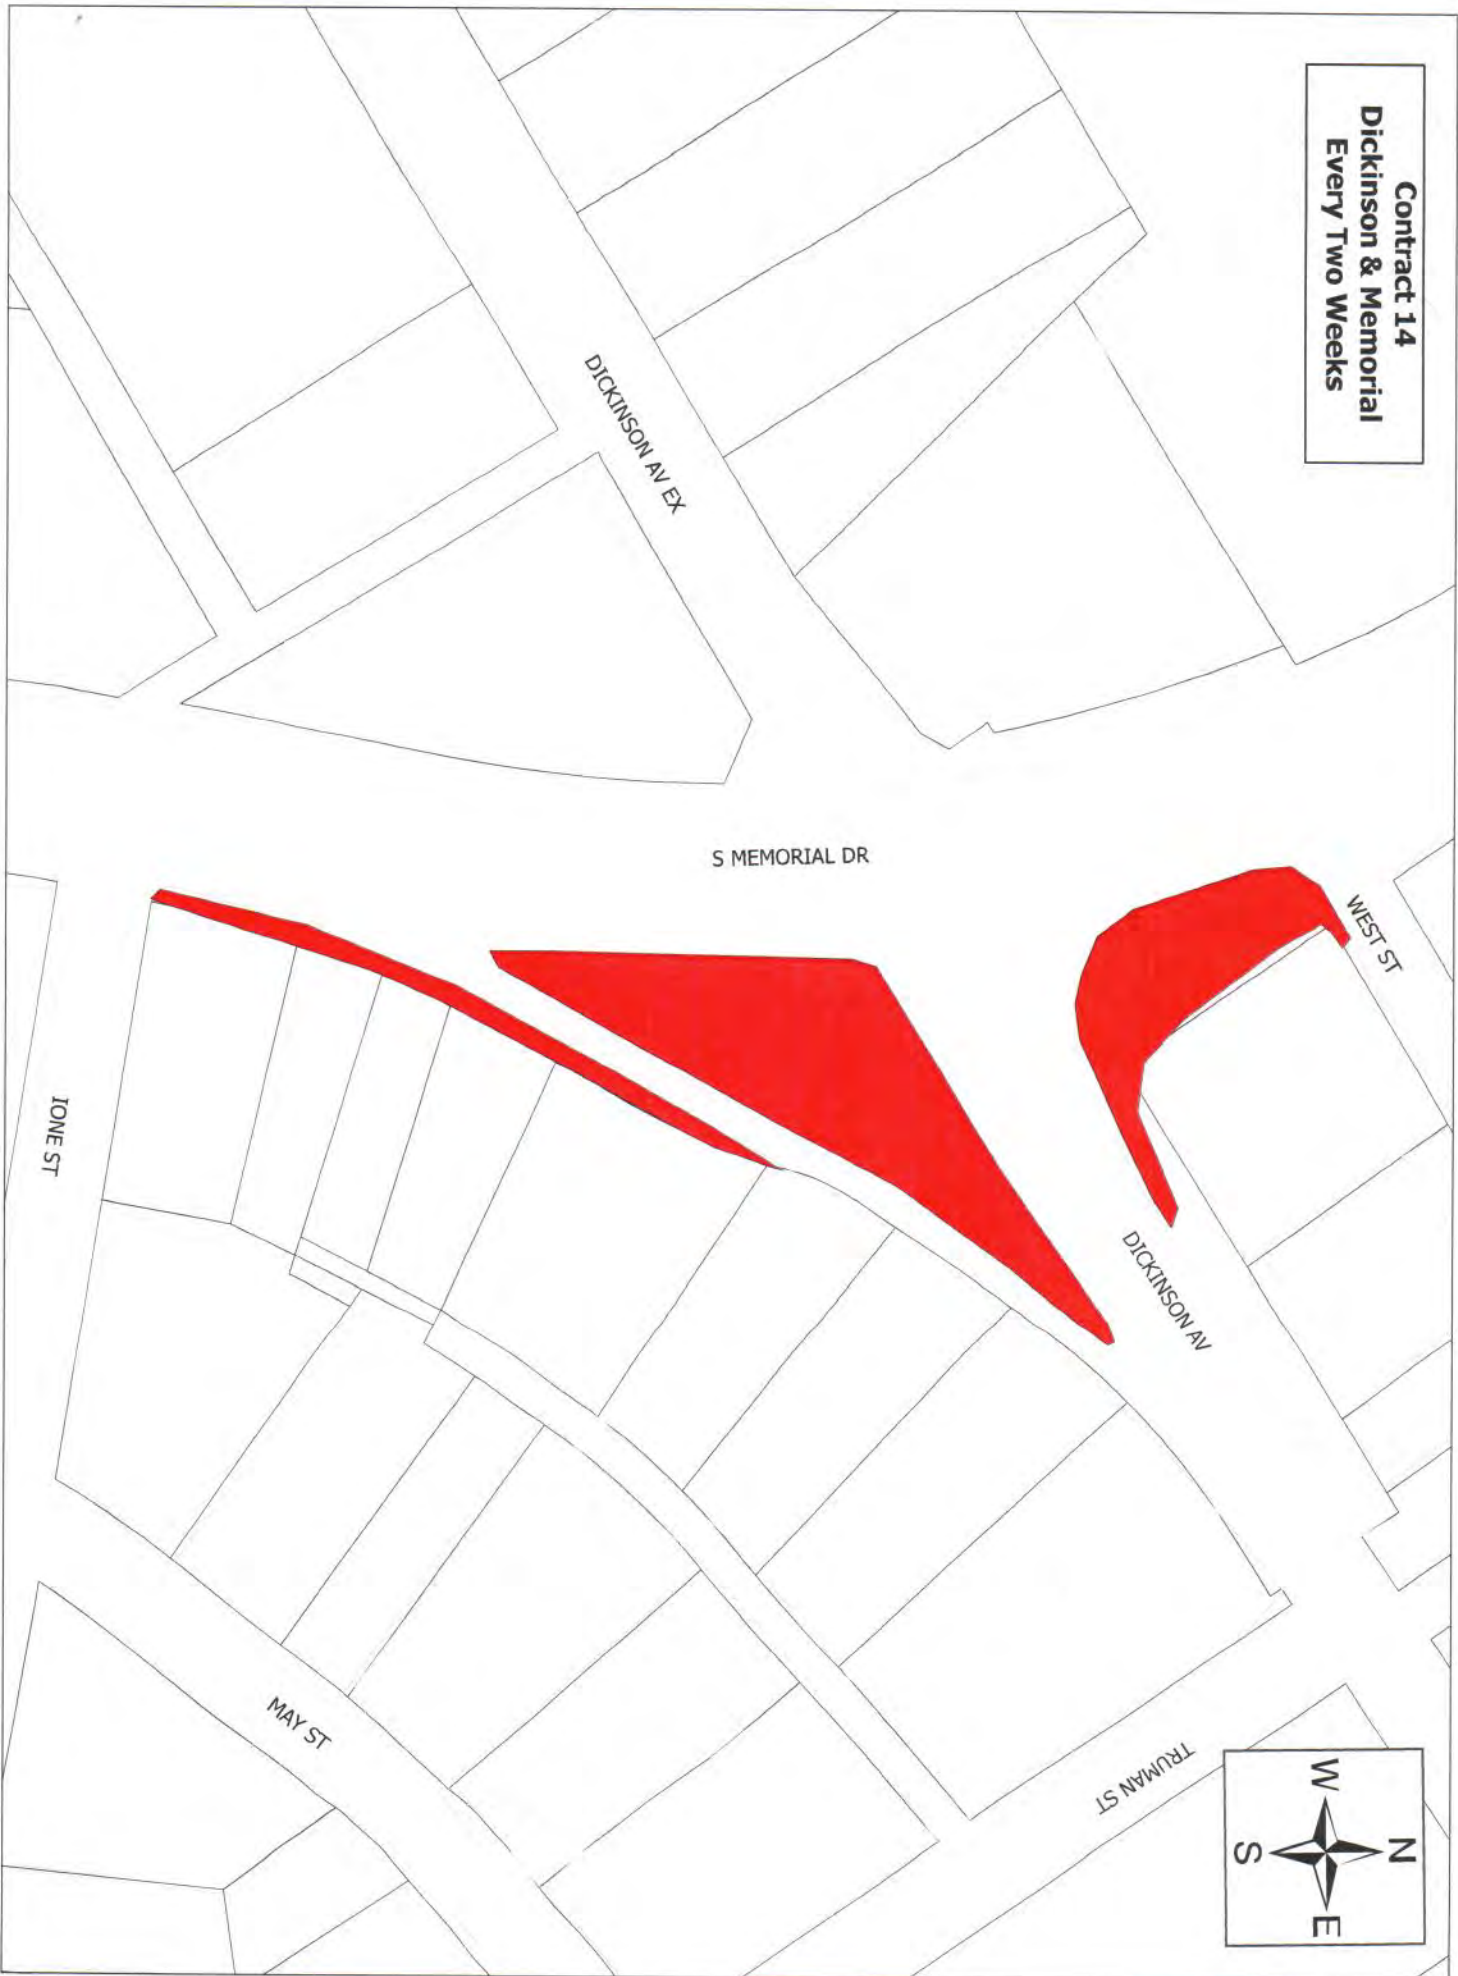 Contract 14
Dickinson & Memorial
Every Two Weeks
DICKINSON AV EX
S MEMORIAL DR
WEST ST
DICKINSON AV
IONE ST
MAY ST
TRUMAN ST
N
W
E
S